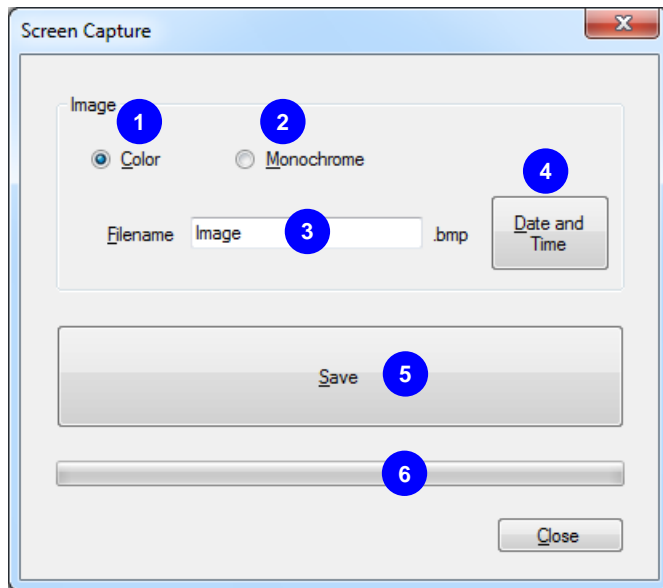 Screen Capture
Image
1
2
Color
Monochrome
4
Filename
Image
3
.bmp
Date and
Time
Save
5
6
Close